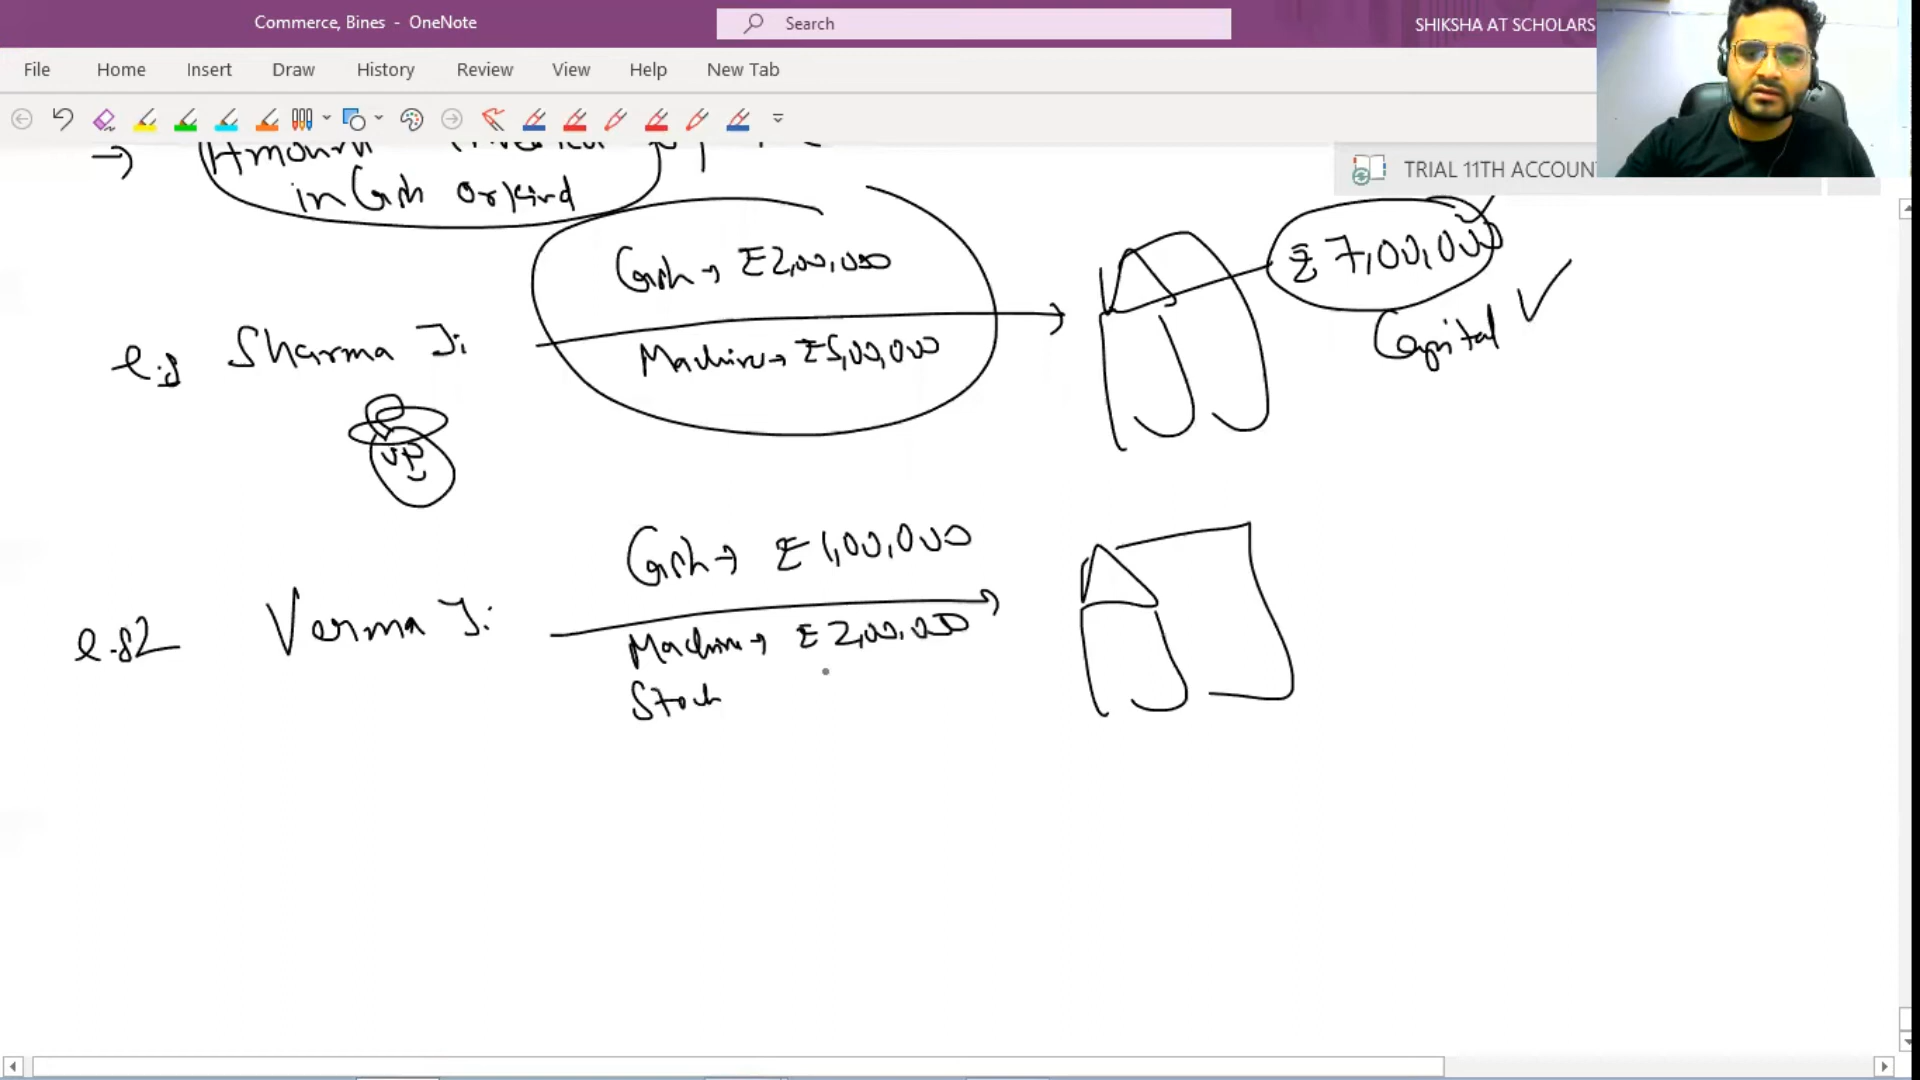 Commerce, Bines - OneNote
Search
SHIKSHA AT SCHOLARS
File Home Insert Draw History Review View Help New Tab
TRIAL 11TH ACCOUN
→ Amount
in Cash or Kind
Cash → ₹2,00,000
₹ 7,00,000
e.g Sharma Ji
Machine → ₹5,00,000
Capital ✓
Cash → ₹ 1,00,000
e.g2 Verma Ji
Machine → ₹ 2,00,000
Stock